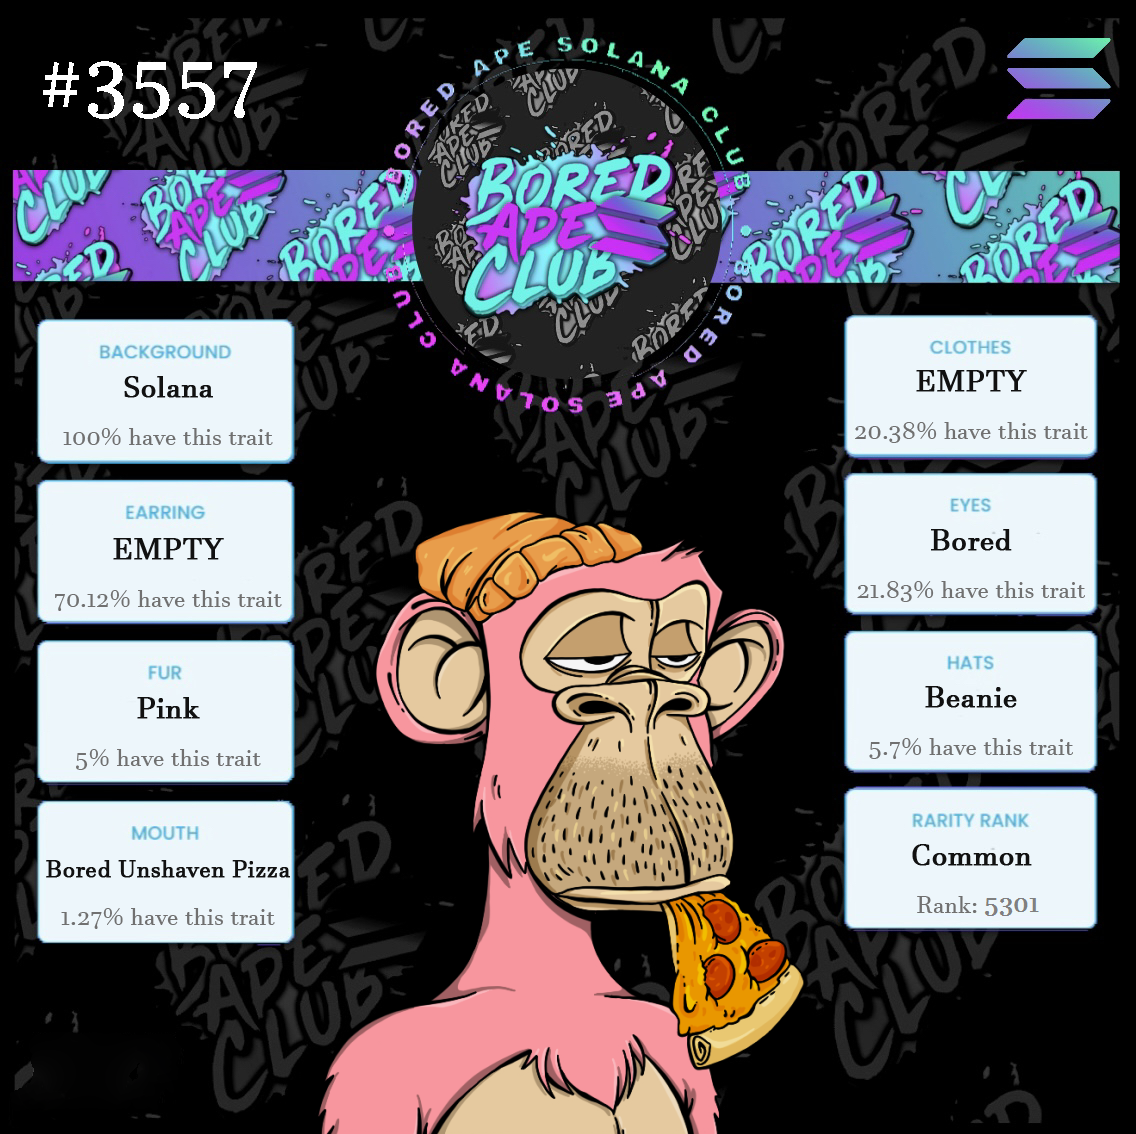 #3557
BORED APE SOLANA CLUB
BORED
APE
CLUB
BORED APE SOLANA CLUB
BACKGROUND
Solana
100% have this trait
EARRING
EMPTY
70.12% have this trait
FUR
Pink
5% have this trait
MOUTH
Bored Unshaven Pizza
1.27% have this trait
CLOTHES
EMPTY
20.38% have this trait
EYES
Bored
21.83% have this trait
HATS
Beanie
5.7% have this trait
RARITY RANK
Common
Rank: 5301